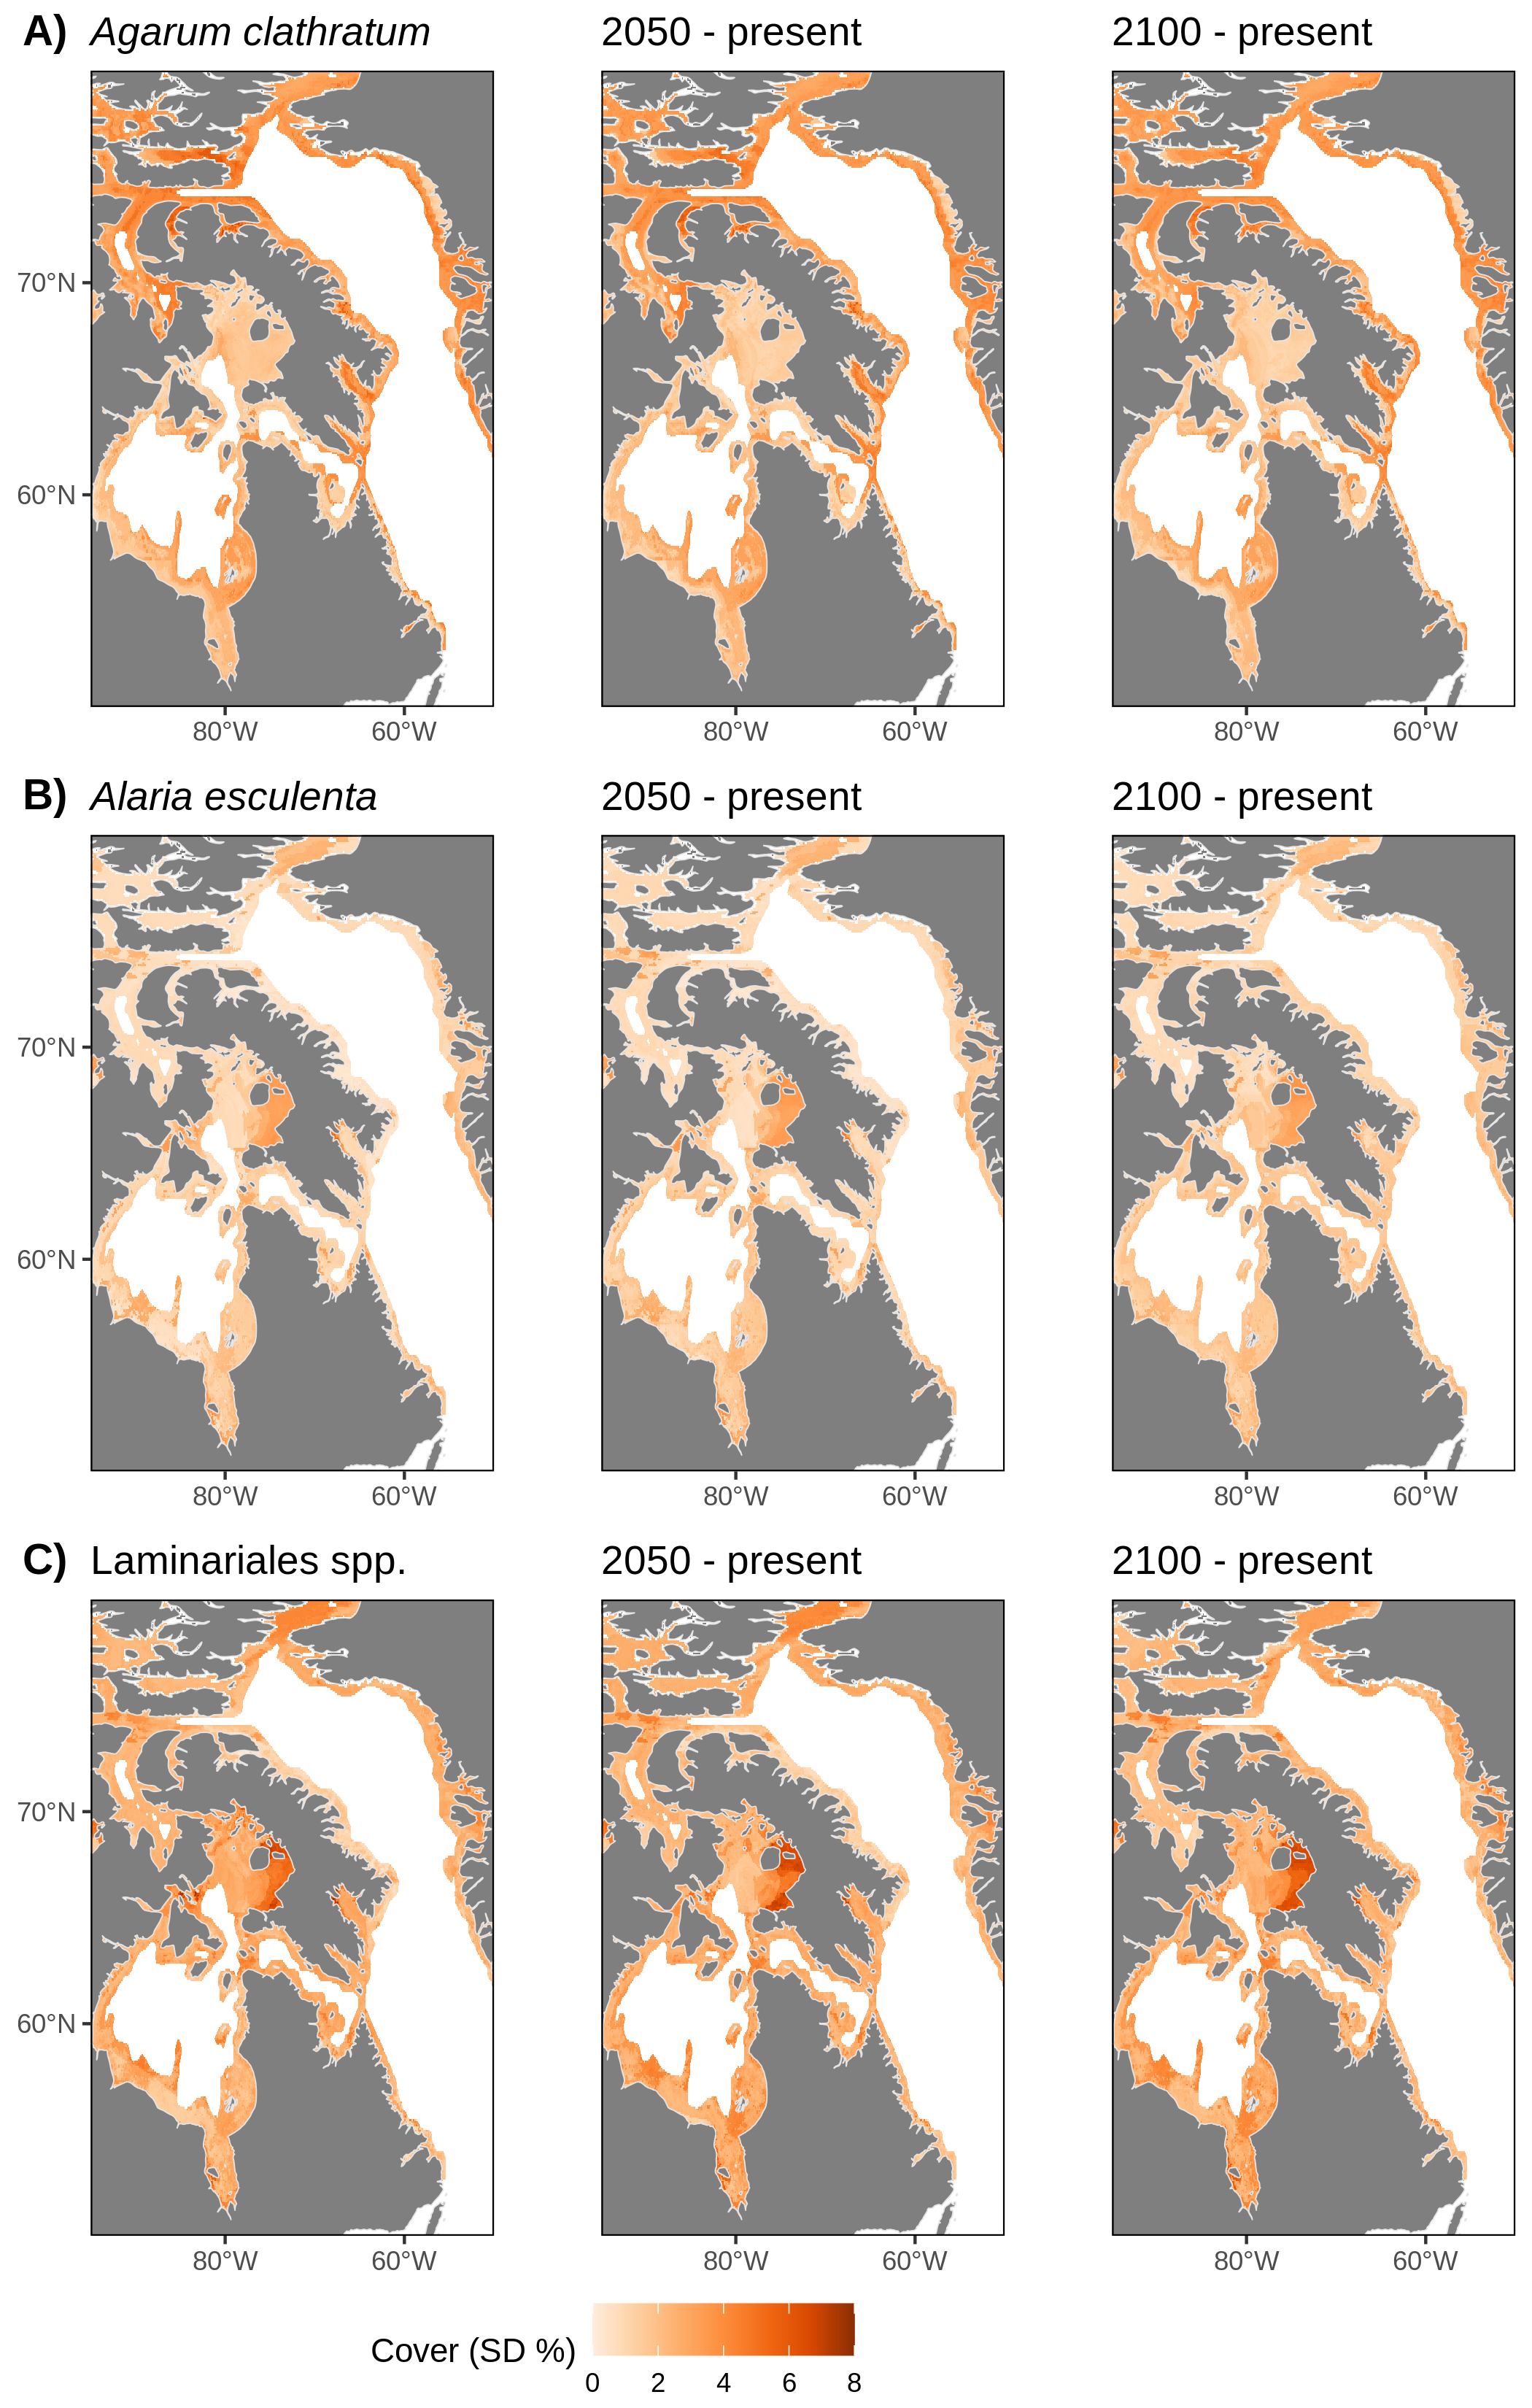 A) Agarum clathratum 2050 - present 2100 - present
70°N
60°N
80°W 60°W 80°W 60°W 80°W 60°W
B) Alaria esculenta 2050 - present 2100 - present
70°N
60°N
80°W 60°W 80°W 60°W 80°W 60°W
C) Laminariales spp. 2050 - present 2100 - present
70°N
60°N
80°W 60°W 80°W 60°W 80°W 60°W
Cover (SD %)
0 2 4 6 8